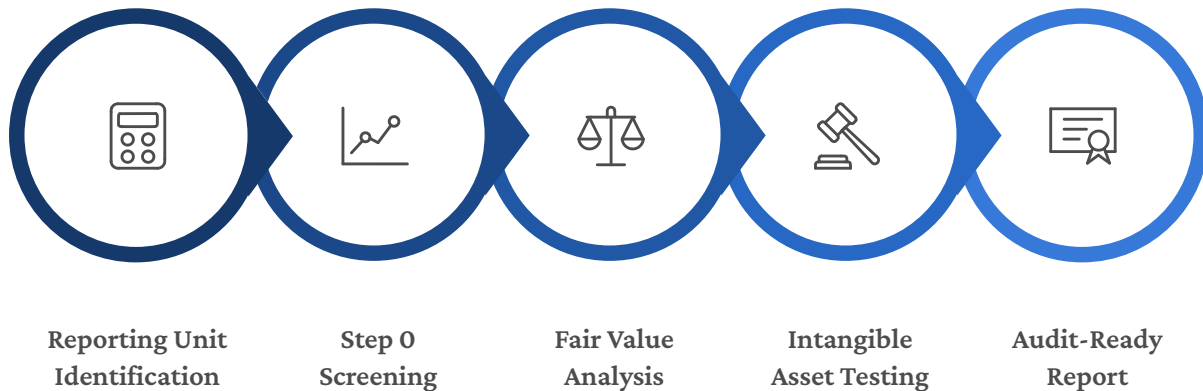 Reporting Unit
Identification
Step 0
Screening
Fair Value
Analysis
Intangible
Asset Testing
Audit-Ready
Report